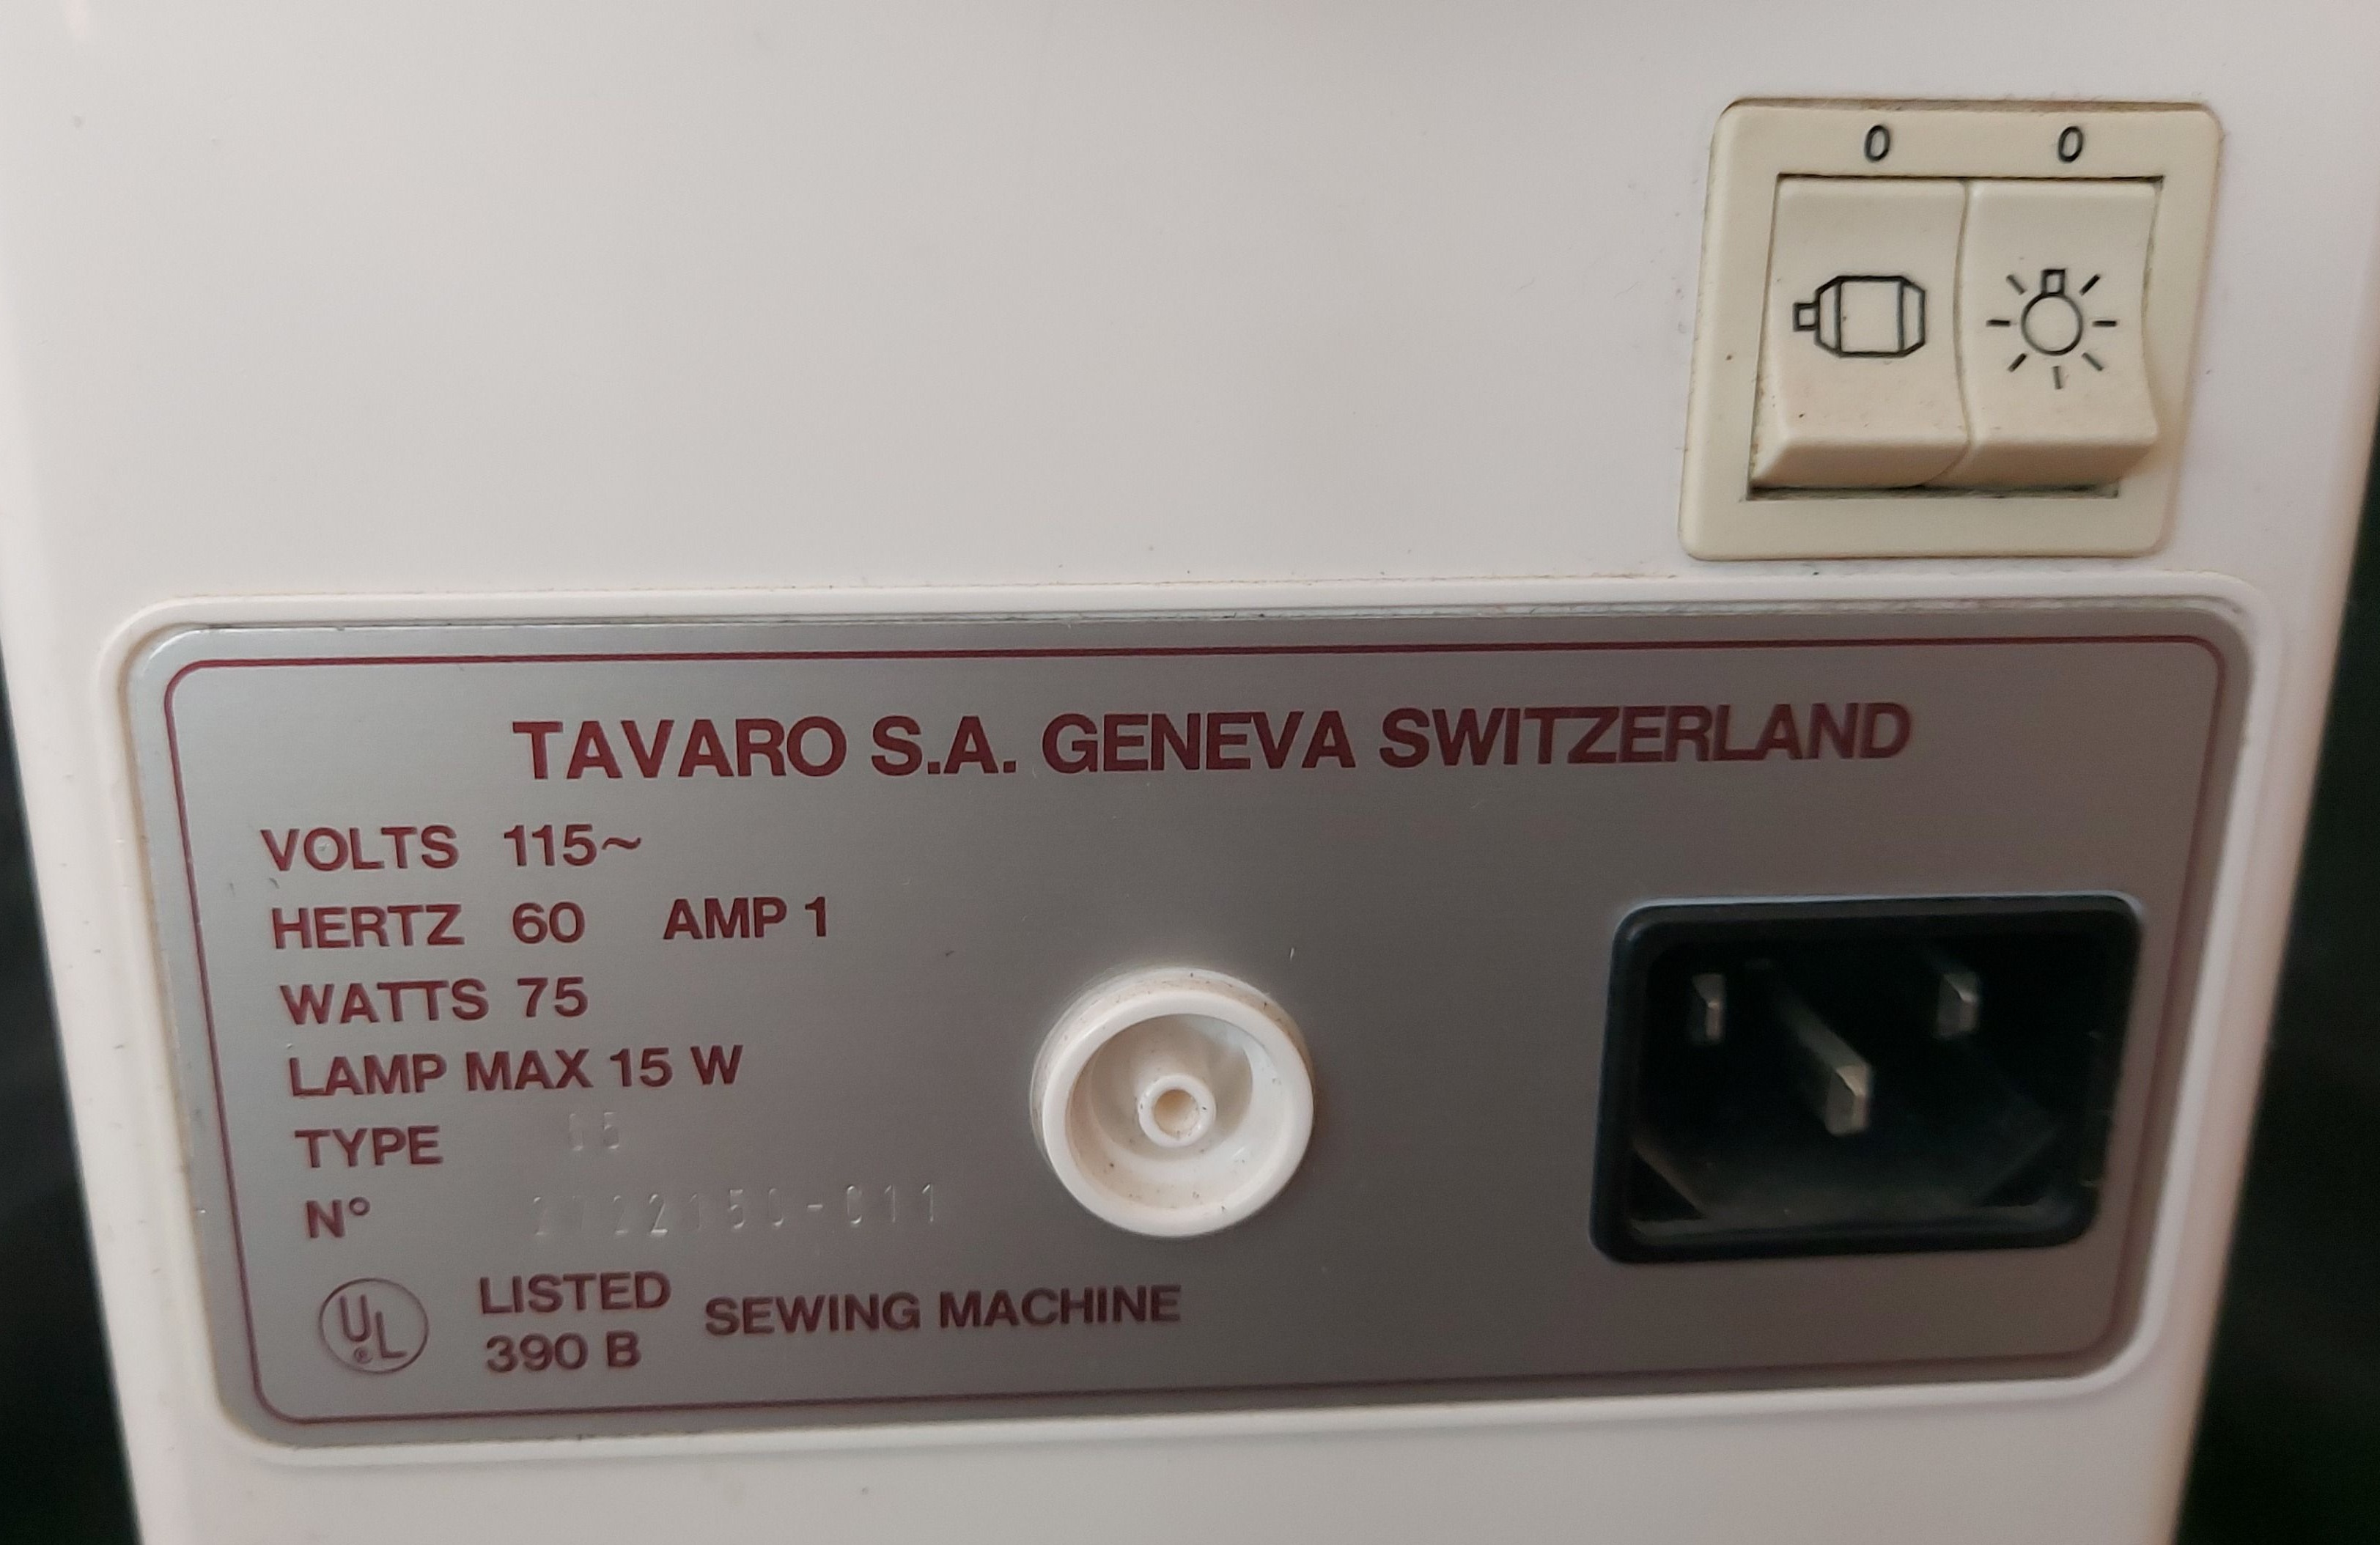 0 0
TAVARO S.A. GENEVA SWITZERLAND
VOLTS 115~
HERTZ 60 AMP 1
WATTS 75
LAMP MAX 15 W
TYPE
N°
UL ® LISTED
390 B
SEWING MACHINE